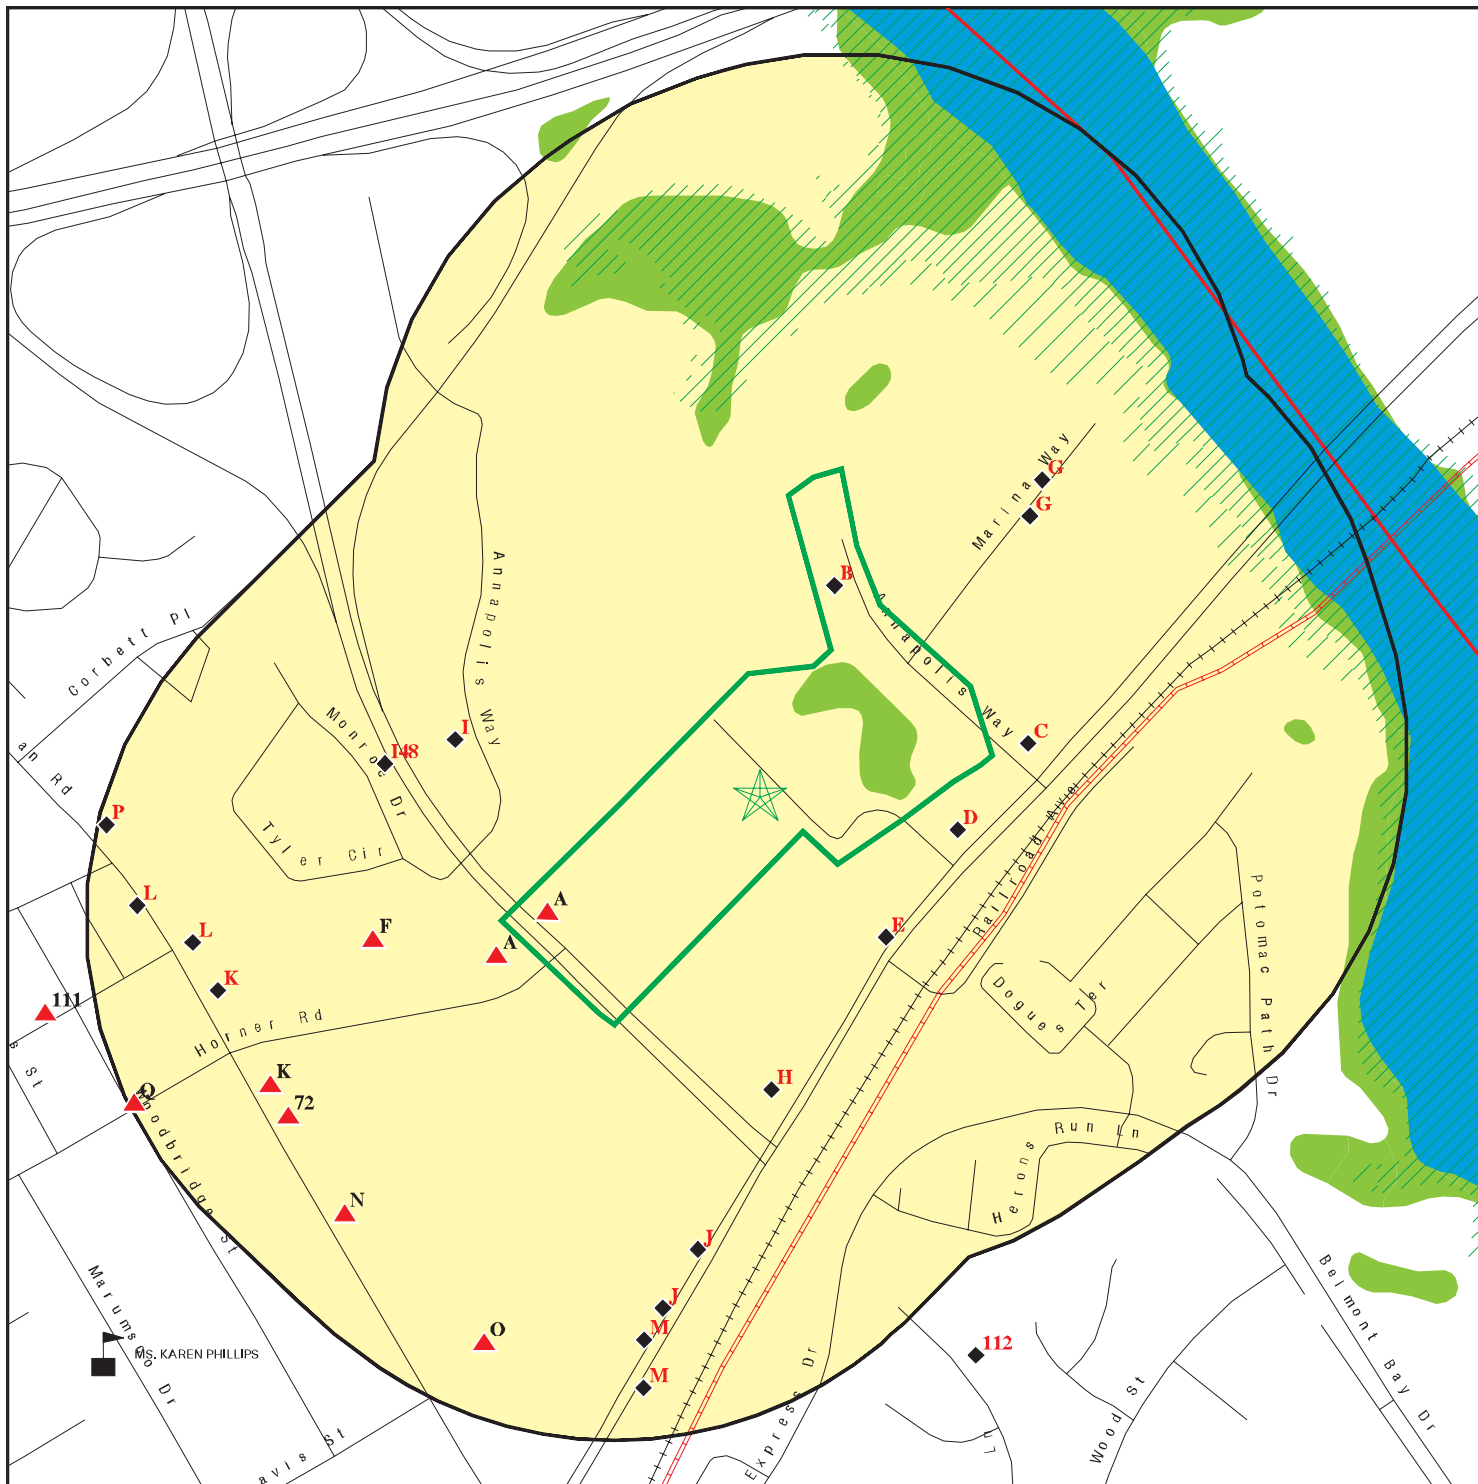 Marina Way
G
G
Annapolis Way
B
Annapolis Way
Corbett Pl
an Rd
Monroe Dr
I48
I
C
P
Tyler Cir
D
Railroad Ave
Potomac Path Dr
L
L
F
A
A
E
K
111
Horner Rd
Dogues Ter
s St
Q
K
72
H
Woodbridge St
Herons Run Ln
N
J
J
M
M
O
Marumsco Dr
MS. KAREN PHILLIPS
112
Belmont Bay Dr
Express Dr
Wood St
avis St